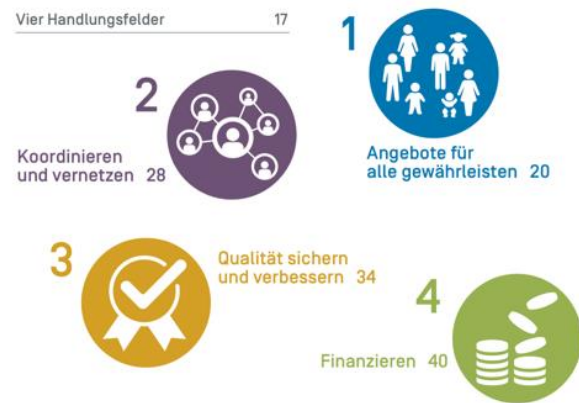 Vier Handlungsfelder 17
1
Angebote für
alle gewährleisten 20
2
Koordinieren
und vernetzen 28
3
Qualität sichern
und verbessern 34
4
Finanzieren 40